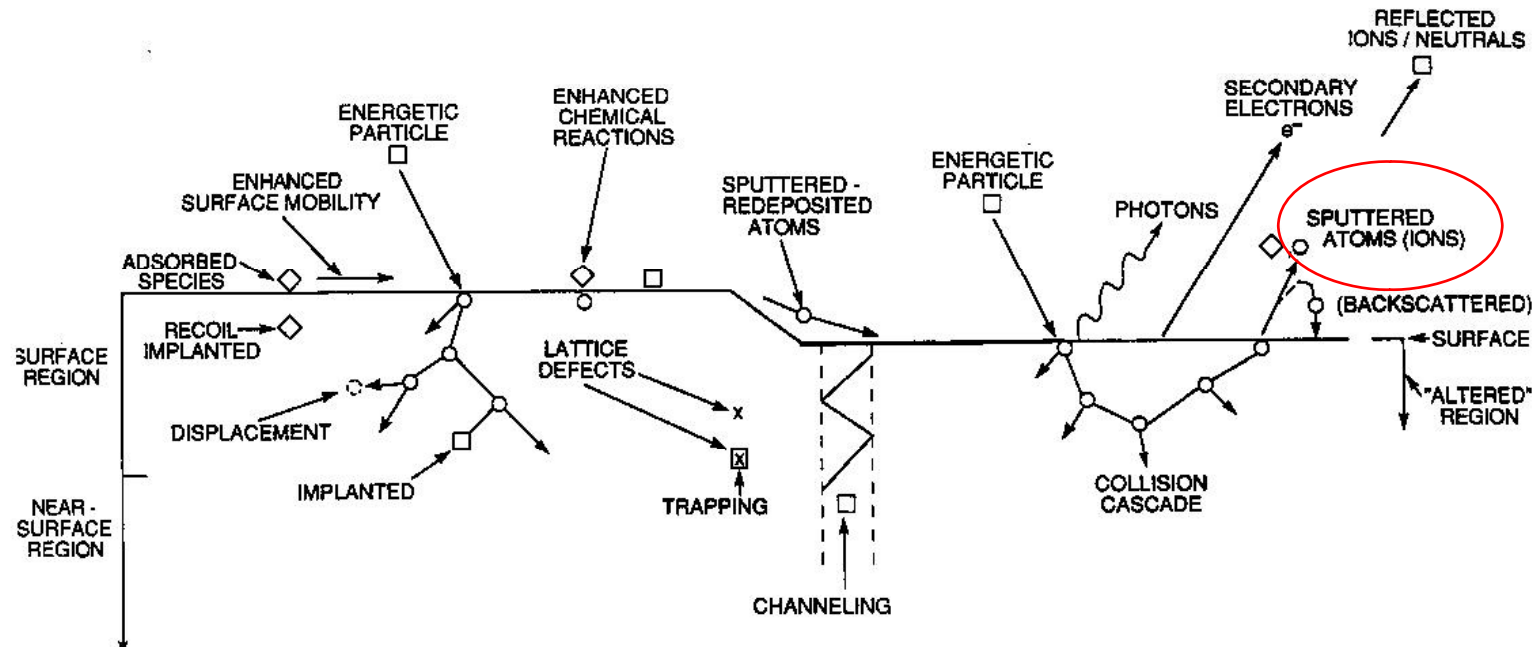 REFLECTED
IONS / NEUTRALS
SECONDARY
ELECTRONS
e-
ENERGETIC
PARTICLE
ENHANCED
CHEMICAL
REACTIONS
ENHANCED
SURFACE MOBILITY
SPUTTERED -
REDEPOSITED
ATOMS
ENERGETIC
PARTICLE
PHOTONS
SPUTTERED
ATOMS (IONS)
ADSORBED
SPECIES
(BACKSCATTERED)
RECOIL
IMPLANTED
SURFACE
SURFACE
REGION
LATTICE
DEFECTS
"ALTERED"
REGION
x
DISPLACEMENT
x
IMPLANTED
TRAPPING
COLLISION
CASCADE
NEAR -
SURFACE
REGION
CHANNELING